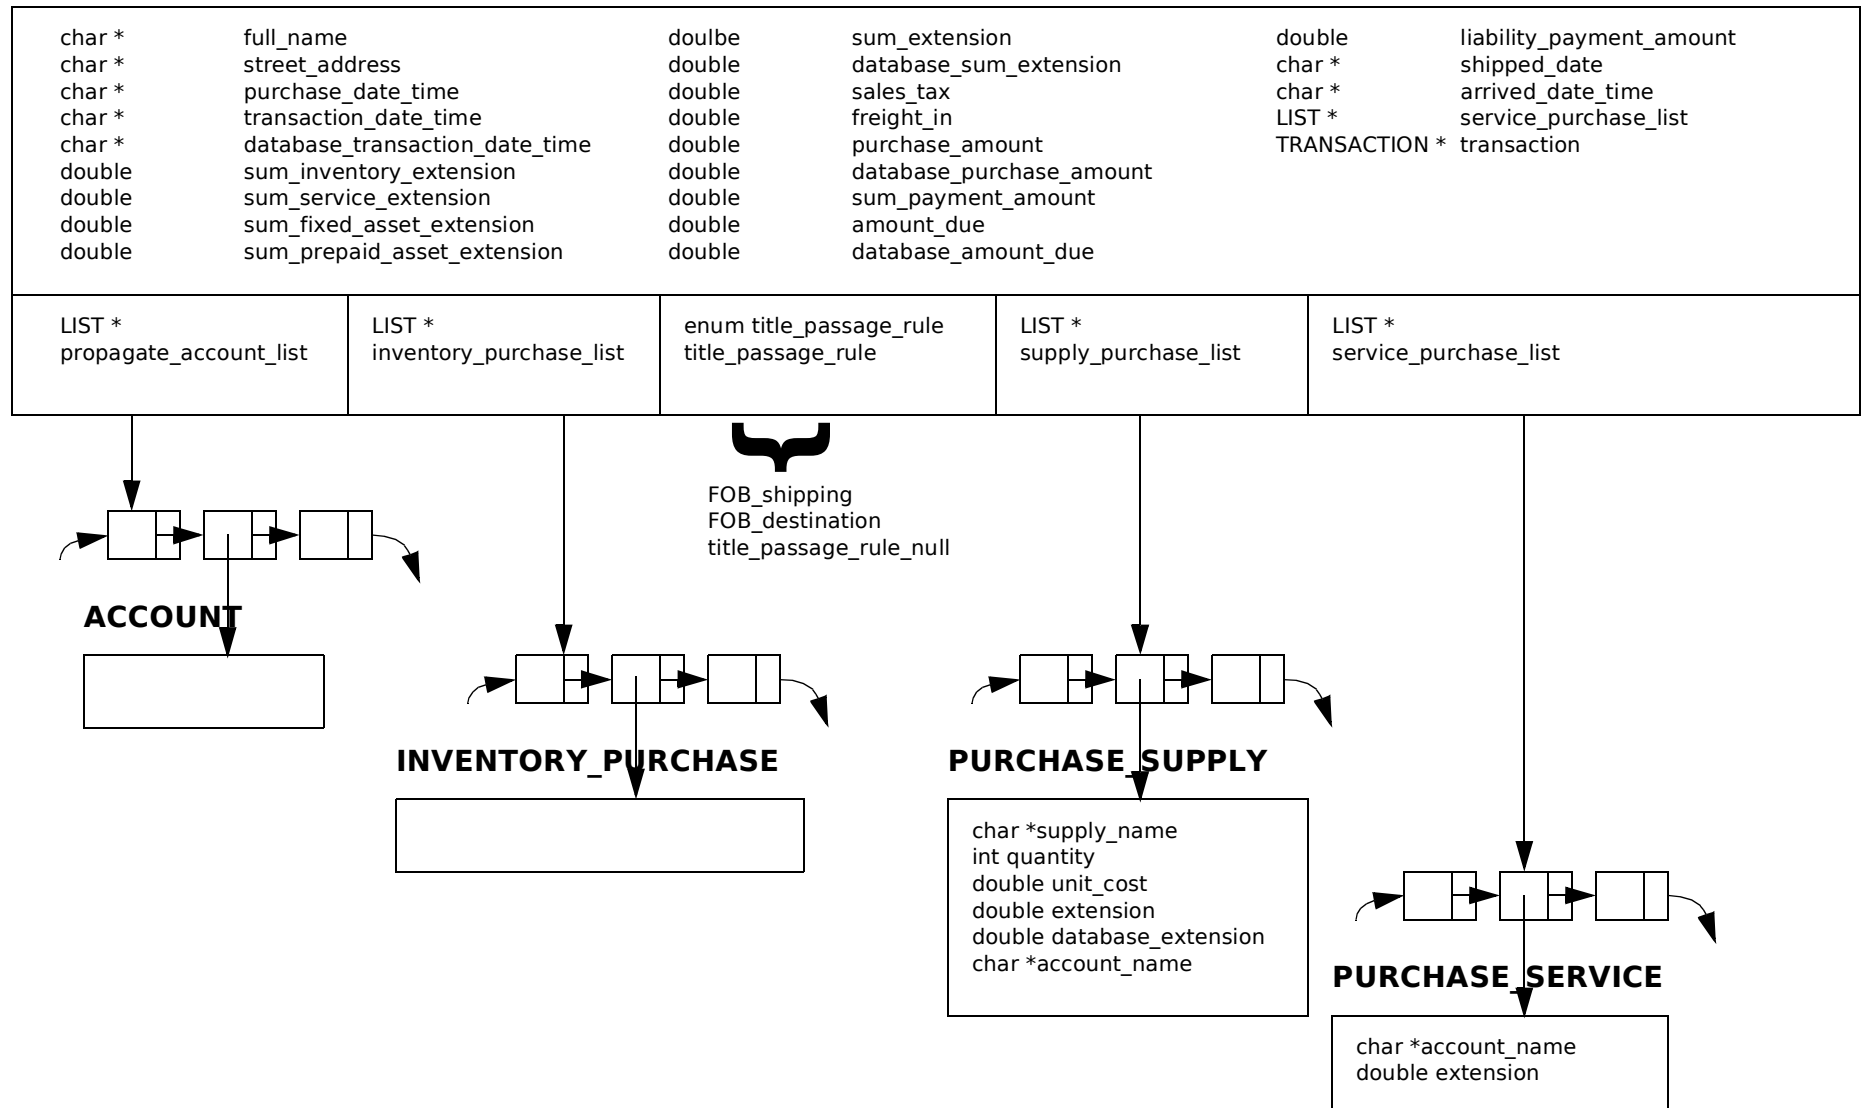 char * full_name
char * street_address
char * purchase_date_time
char * transaction_date_time
char * database_transaction_date_time
double sum_inventory_extension
double sum_service_extension
double sum_fixed_asset_extension
double sum_prepaid_asset_extension
doulbe sum_extension
double database_sum_extension
double sales_tax
double freight_in
double purchase_amount
double database_purchase_amount
double sum_payment_amount
double amount_due
double database_amount_due
double liability_payment_amount
char * shipped_date
char * arrived_date_time
LIST * service_purchase_list
TRANSACTION * transaction
LIST *
propagate_account_list
LIST *
inventory_purchase_list
enum title_passage_rule
title_passage_rule
LIST *
supply_purchase_list
LIST *
service_purchase_list
FOB_shipping
FOB_destination
title_passage_rule_null
ACCOUNT
INVENTORY_PURCHASE
PURCHASE_SUPPLY
char *supply_name
int quantity
double unit_cost
double extension
double database_extension
char *account_name
PURCHASE_SERVICE
char *account_name
double extension